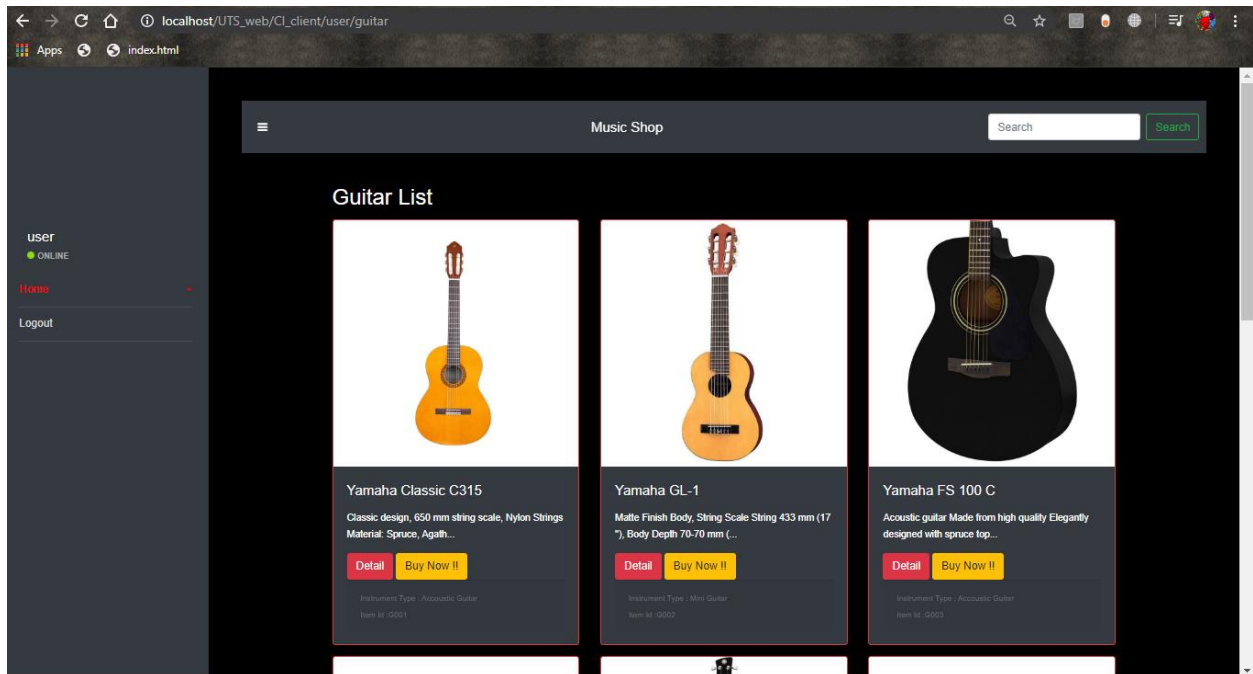 localhost/UTS_web/CI_client/user/guitar
Apps index.html
Music Shop
Search
Search
user
ONLINE
Home
Logout
Guitar List
Yamaha Classic C315
Classic design, 650 mm string scale, Nylon Strings
Material: Spruce, Agath...
Detail Buy Now !!
Instrument Type : Accoustic Guitar
Item Id :G001
Yamaha GL-1
Matte Finish Body, String Scale String 433 mm (17
"), Body Depth 70-70 mm (...
Detail Buy Now !!
Instrument Type : Mini Guitar
Item Id :G002
Yamaha FS 100 C
Acoustic guitar Made from high quality Elegantly
designed with spruce top...
Detail Buy Now !!
Instrument Type : Accoustic Guitar
Item Id :G003